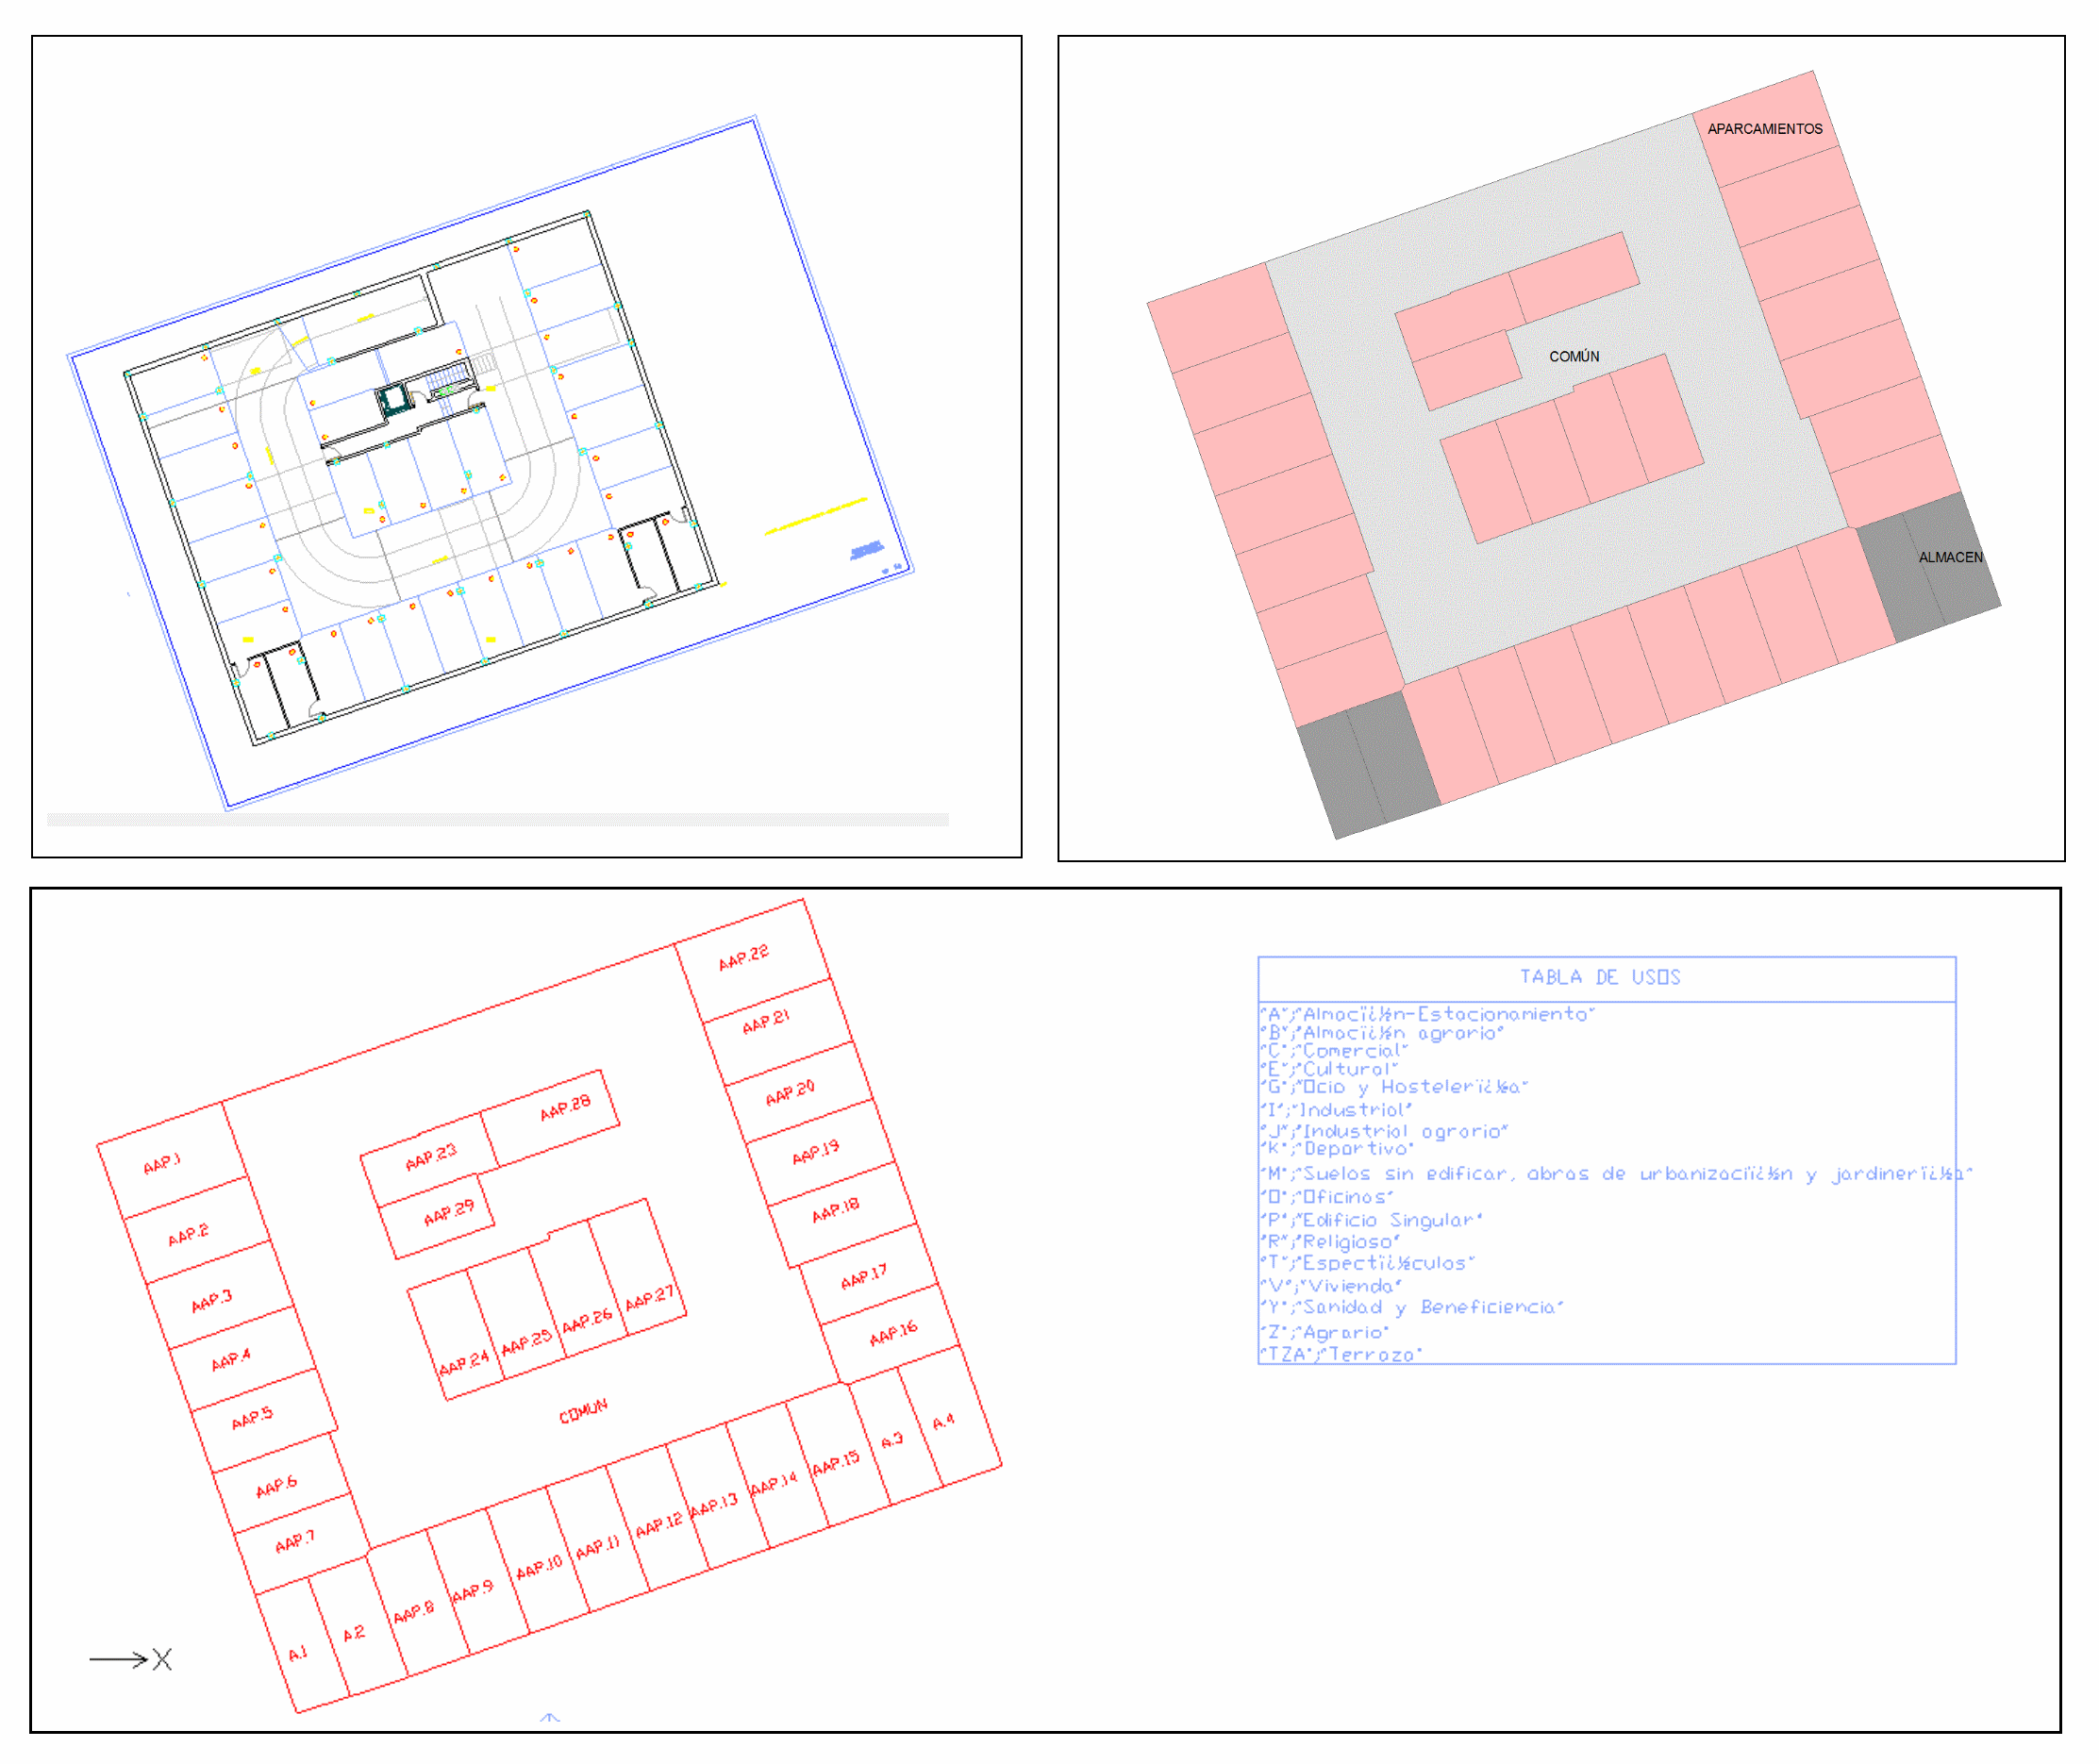 APARCAMIENTOS
COMÚN
ALMACEN
AAP.22
AAP.21
AAP.20
AAP.19
AAP.18
AAP.17
AAP.16
AAP.1
AAP.2
AAP.3
AAP.4
AAP.5
AAP.6
AAP.7
AAP.28
AAP.23
AAP.29
AAP.24
AAP.25
AAP.26
AAP.27
COMUN
A.1
A.2
AAP.8
AAP.9
AAP.10
AAP.11
AAP.12
AAP.13
AAP.14
AAP.15
A.3
A.4
X
TABLA DE USOS
"A";"Almacï¿½n-Estacionamiento"
"B";"Almacï¿½n agrario"
"C";"Comercial"
"E";"Cultural"
"G";"Ocio y Hostelerï¿½a"
"I";"Industrial"
"J";"Industrial agrario"
"K";"Deportivo"
"M";"Suelos sin edificar, obras de urbanizaciï¿½n y jardinerï¿½a"
"O";"Oficinas"
"P";"Edificio Singular"
"R";"Religioso"
"T";"Espectï¿½culos"
"V";"Vivienda"
"Y";"Sanidad y Beneficiencia"
"Z";"Agrario"
"TZA";"Terraza"